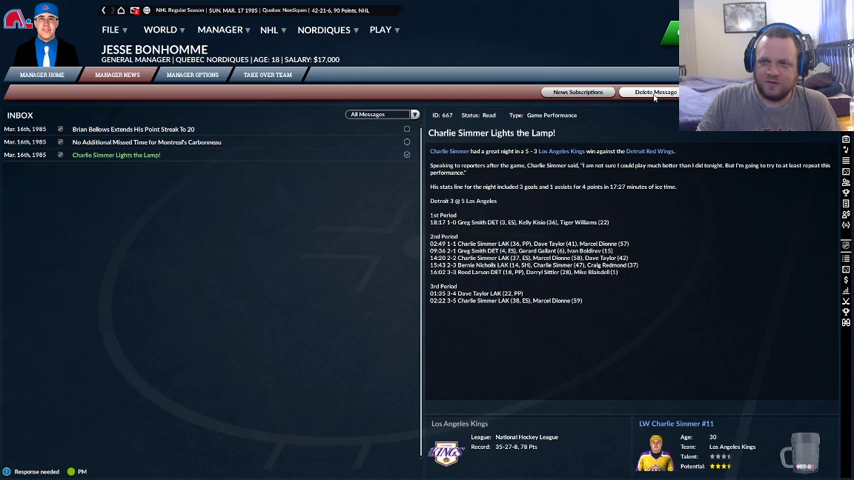 NHL Regular Season | SUN. MAR. 17 1985 | Quebec Nordiques | 42-21-6, 90 Points, NHL
FILE WORLD MANAGER NHL NORDIQUES PLAY
JESSE BONHOMME
GENERAL MANAGER | QUEBEC NORDIQUES - AGE: 18 | SALARY: $17,000
MANAGER HOME MANAGER NEWS MANAGER OPTIONS TAKE OVER TEAM
News Subscriptions Delete Message
INBOX All Messages
Mar. 16th, 1985 Brian Bellows Extends His Point Streak To 20
Mar. 16th, 1985 No Additional Missed Time for Montreal's Carbonneau
Mar. 16th, 1985 Charlie Simmer Lights the Lamp!
ID: 667 Status: Read Type: Game Performance
Charlie Simmer Lights the Lamp!
Charlie Simmer had a great night in a 5 - 3 Los Angeles Kings win against the Detroit Red Wings.
Speaking to reporters after the game, Charlie Simmer said, "I am not sure I could play much better than I did tonight. But I'm going to try to at least repeat this
performance."
His stats line for the night included 3 goals and 1 assists for 4 points in 17:27 minutes of ice time.
Detroit 3 @ 5 Los Angeles
1st Period
18:17 1-0 Greg Smith DET (3, ES), Kelly Kisio (36), Tiger Williams (22)
2nd Period
02:49 1-1 Charlie Simmer LAK (36, PP), Dave Taylor (41), Marcel Dionne (57)
09:36 2-1 Greg Smith DET (4, ES), Gerard Gallant (6), Ivan Boldirev (15)
14:20 2-2 Charlie Simmer LAK (37, ES), Marcel Dionne (58), Dave Taylor (42)
15:43 2-3 Bernie Nicholls LAK (14, SH), Charlie Simmer (47), Craig Redmond (37)
16:02 3-3 Reed Larson DET (18, PP), Darryl Sittler (28), Mike Blaisdell (1)
3rd Period
01:35 3-4 Dave Taylor LAK (22, PP)
02:22 3-5 Charlie Simmer LAK (38, ES), Marcel Dionne (59)
Los Angeles Kings
League: National Hockey League
Record: 35-27-8, 78 Pts
KINGS
LW Charlie Simmer #11
Age: 30
Team: Los Angeles Kings
Talent:
Potential:
Response needed PM